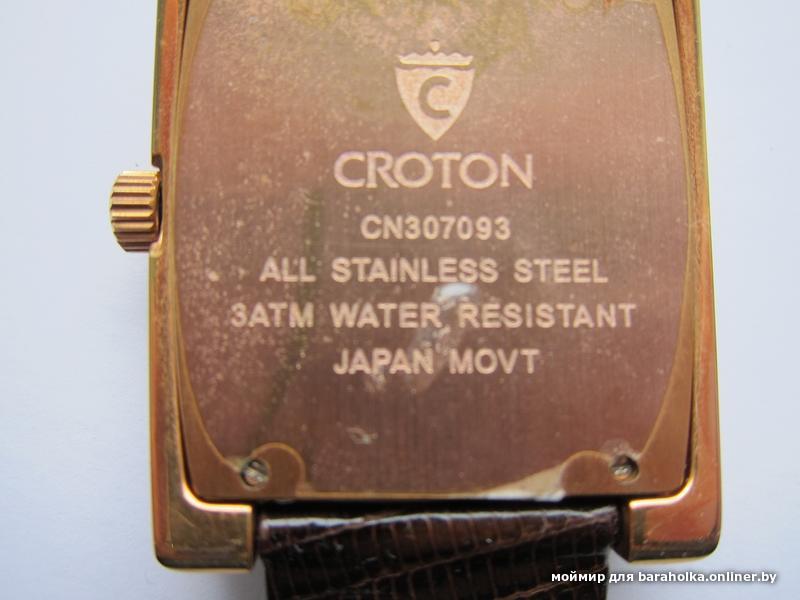 C
CROTON
CN307093
ALL STAINLESS STEEL
3ATM WATER RESISTANT
JAPAN MOVT
моймир для baraholka.onliner.by